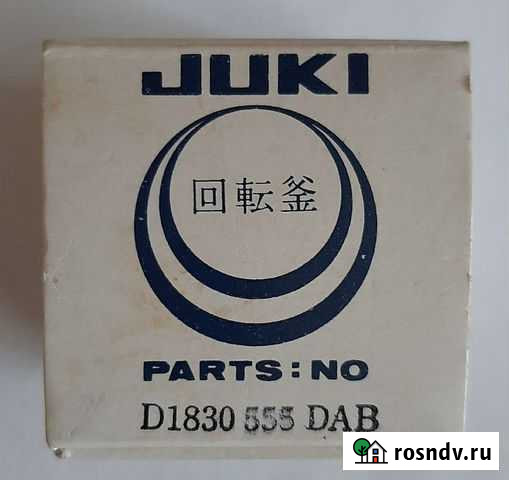 JUKI
回転釜
PARTS: NO
D1830 555 DAB
rosndv.ru